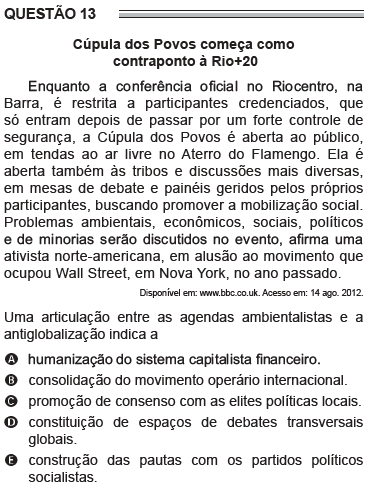 QUESTÃO 13
Cúpula dos Povos começa como
contraponto à Rio+20
Enquanto a conferência oficial no Riocentro, na
Barra, é restrita a participantes credenciados, que
só entram depois de passar por um forte controle de
segurança, a Cúpula dos Povos é aberta ao público,
em tendas ao ar livre no Aterro do Flamengo. Ela é
aberta também às tribos e discussões mais diversas,
em mesas de debate e painéis geridos pelos próprios
participantes, buscando promover a mobilização social.
Problemas ambientais, econômicos, sociais, políticos
e de minorias serão discutidos no evento, afirma uma
ativista norte-americana, em alusão ao movimento que
ocupou Wall Street, em Nova York, no ano passado.
Disponível em: www.bbc.co.uk. Acesso em: 14 ago. 2012.
Uma articulação entre as agendas ambientalistas e a
antiglobalização indica a
A humanização do sistema capitalista financeiro.
B consolidação do movimento operário internacional.
C promoção de consenso com as elites políticas locais.
D constituição de espaços de debates transversais
globais.
E construção das pautas com os partidos políticos
socialistas.